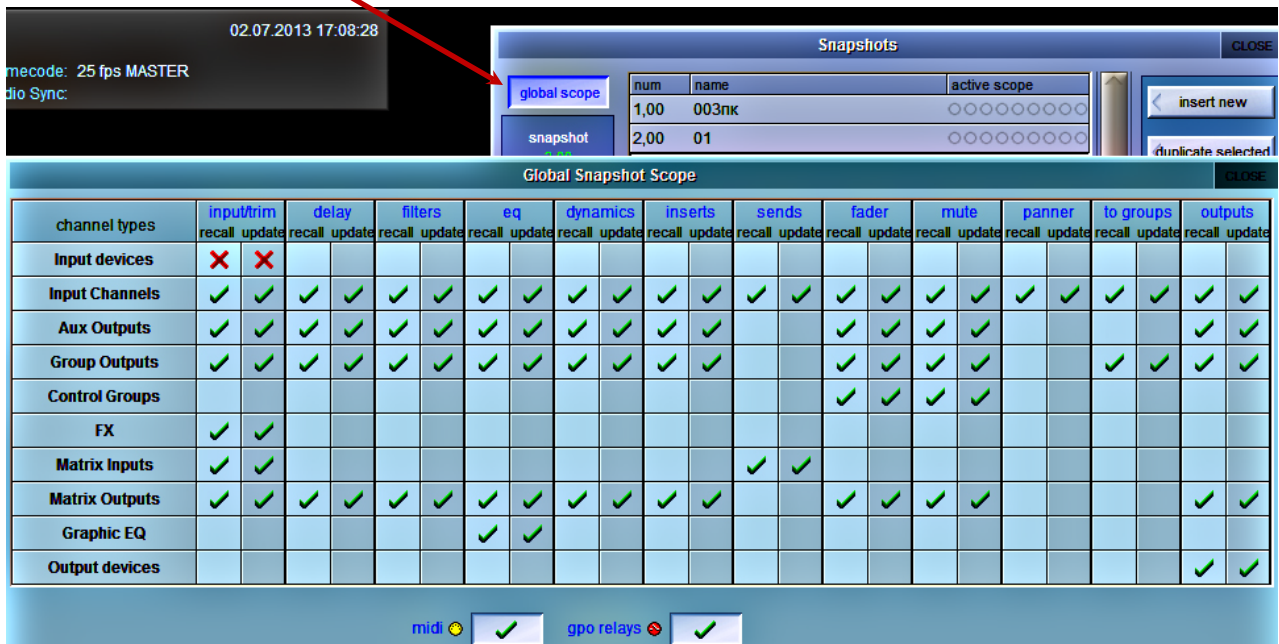 02.07.2013 17:08:28
mecode: 25 fps MASTER
dio Sync:
Snapshots CLOSE
global scope
num name active scope
1,00 003пк
2,00 01
snapshot
insert new
duplicate selected
Global Snapshot Scope CLOSE
channel types input/trim delay filters eq dynamics inserts sends fader mute panner to groups outputs
recall update recall update recall update recall update recall update recall update recall update recall update recall update recall update recall update recall update
Input devices
Input Channels
Aux Outputs
Group Outputs
Control Groups
FX
Matrix Inputs
Matrix Outputs
Graphic EQ
Output devices
midi gpo relays